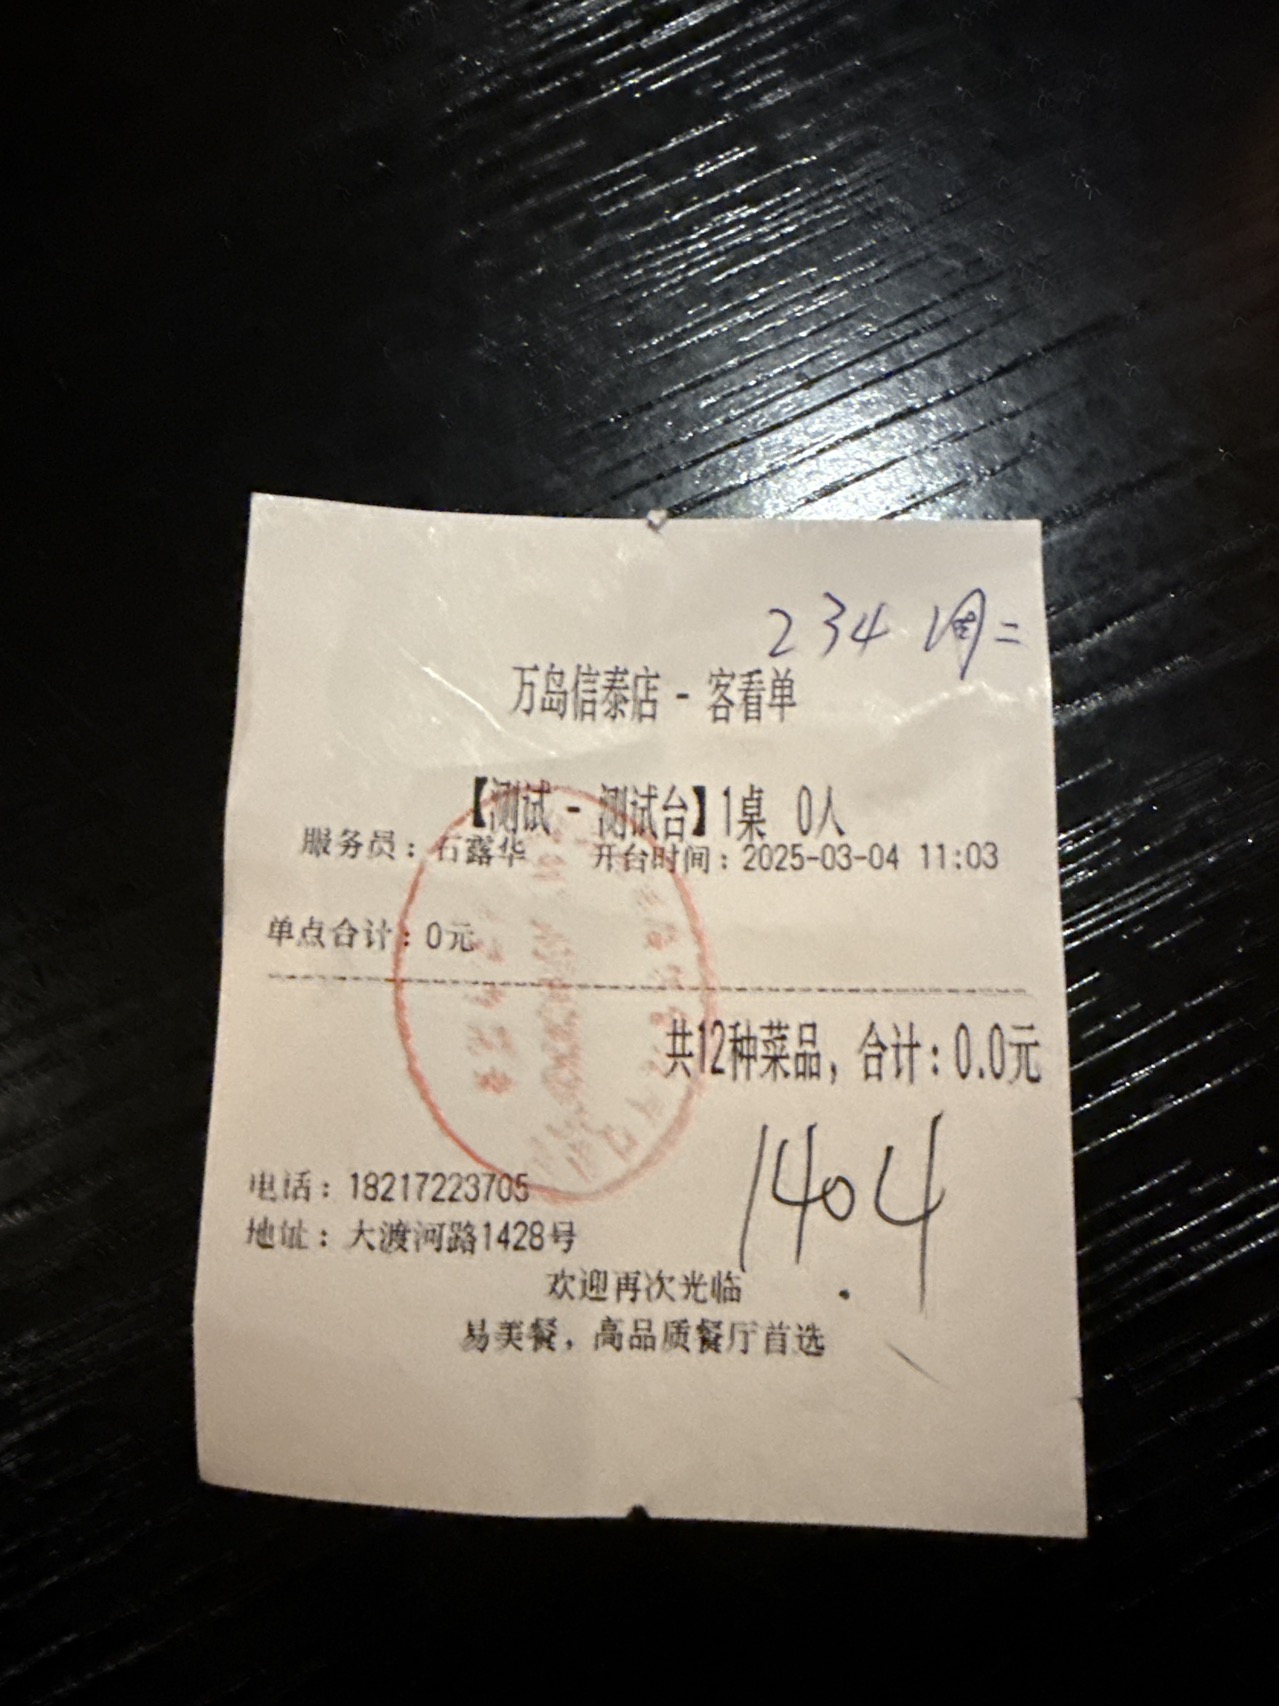 234 周二
万岛信泰店 - 客看单
【测试 - 测试台】1桌 0人
服务员：石露华 开台时间：2025-03-04 11:03
单点合计：0元
共12种菜品，合计：0.0元
1404
电话：18217223705
地址：大渡河路1428号
欢迎再次光临
易美餐，高品质餐厅首选